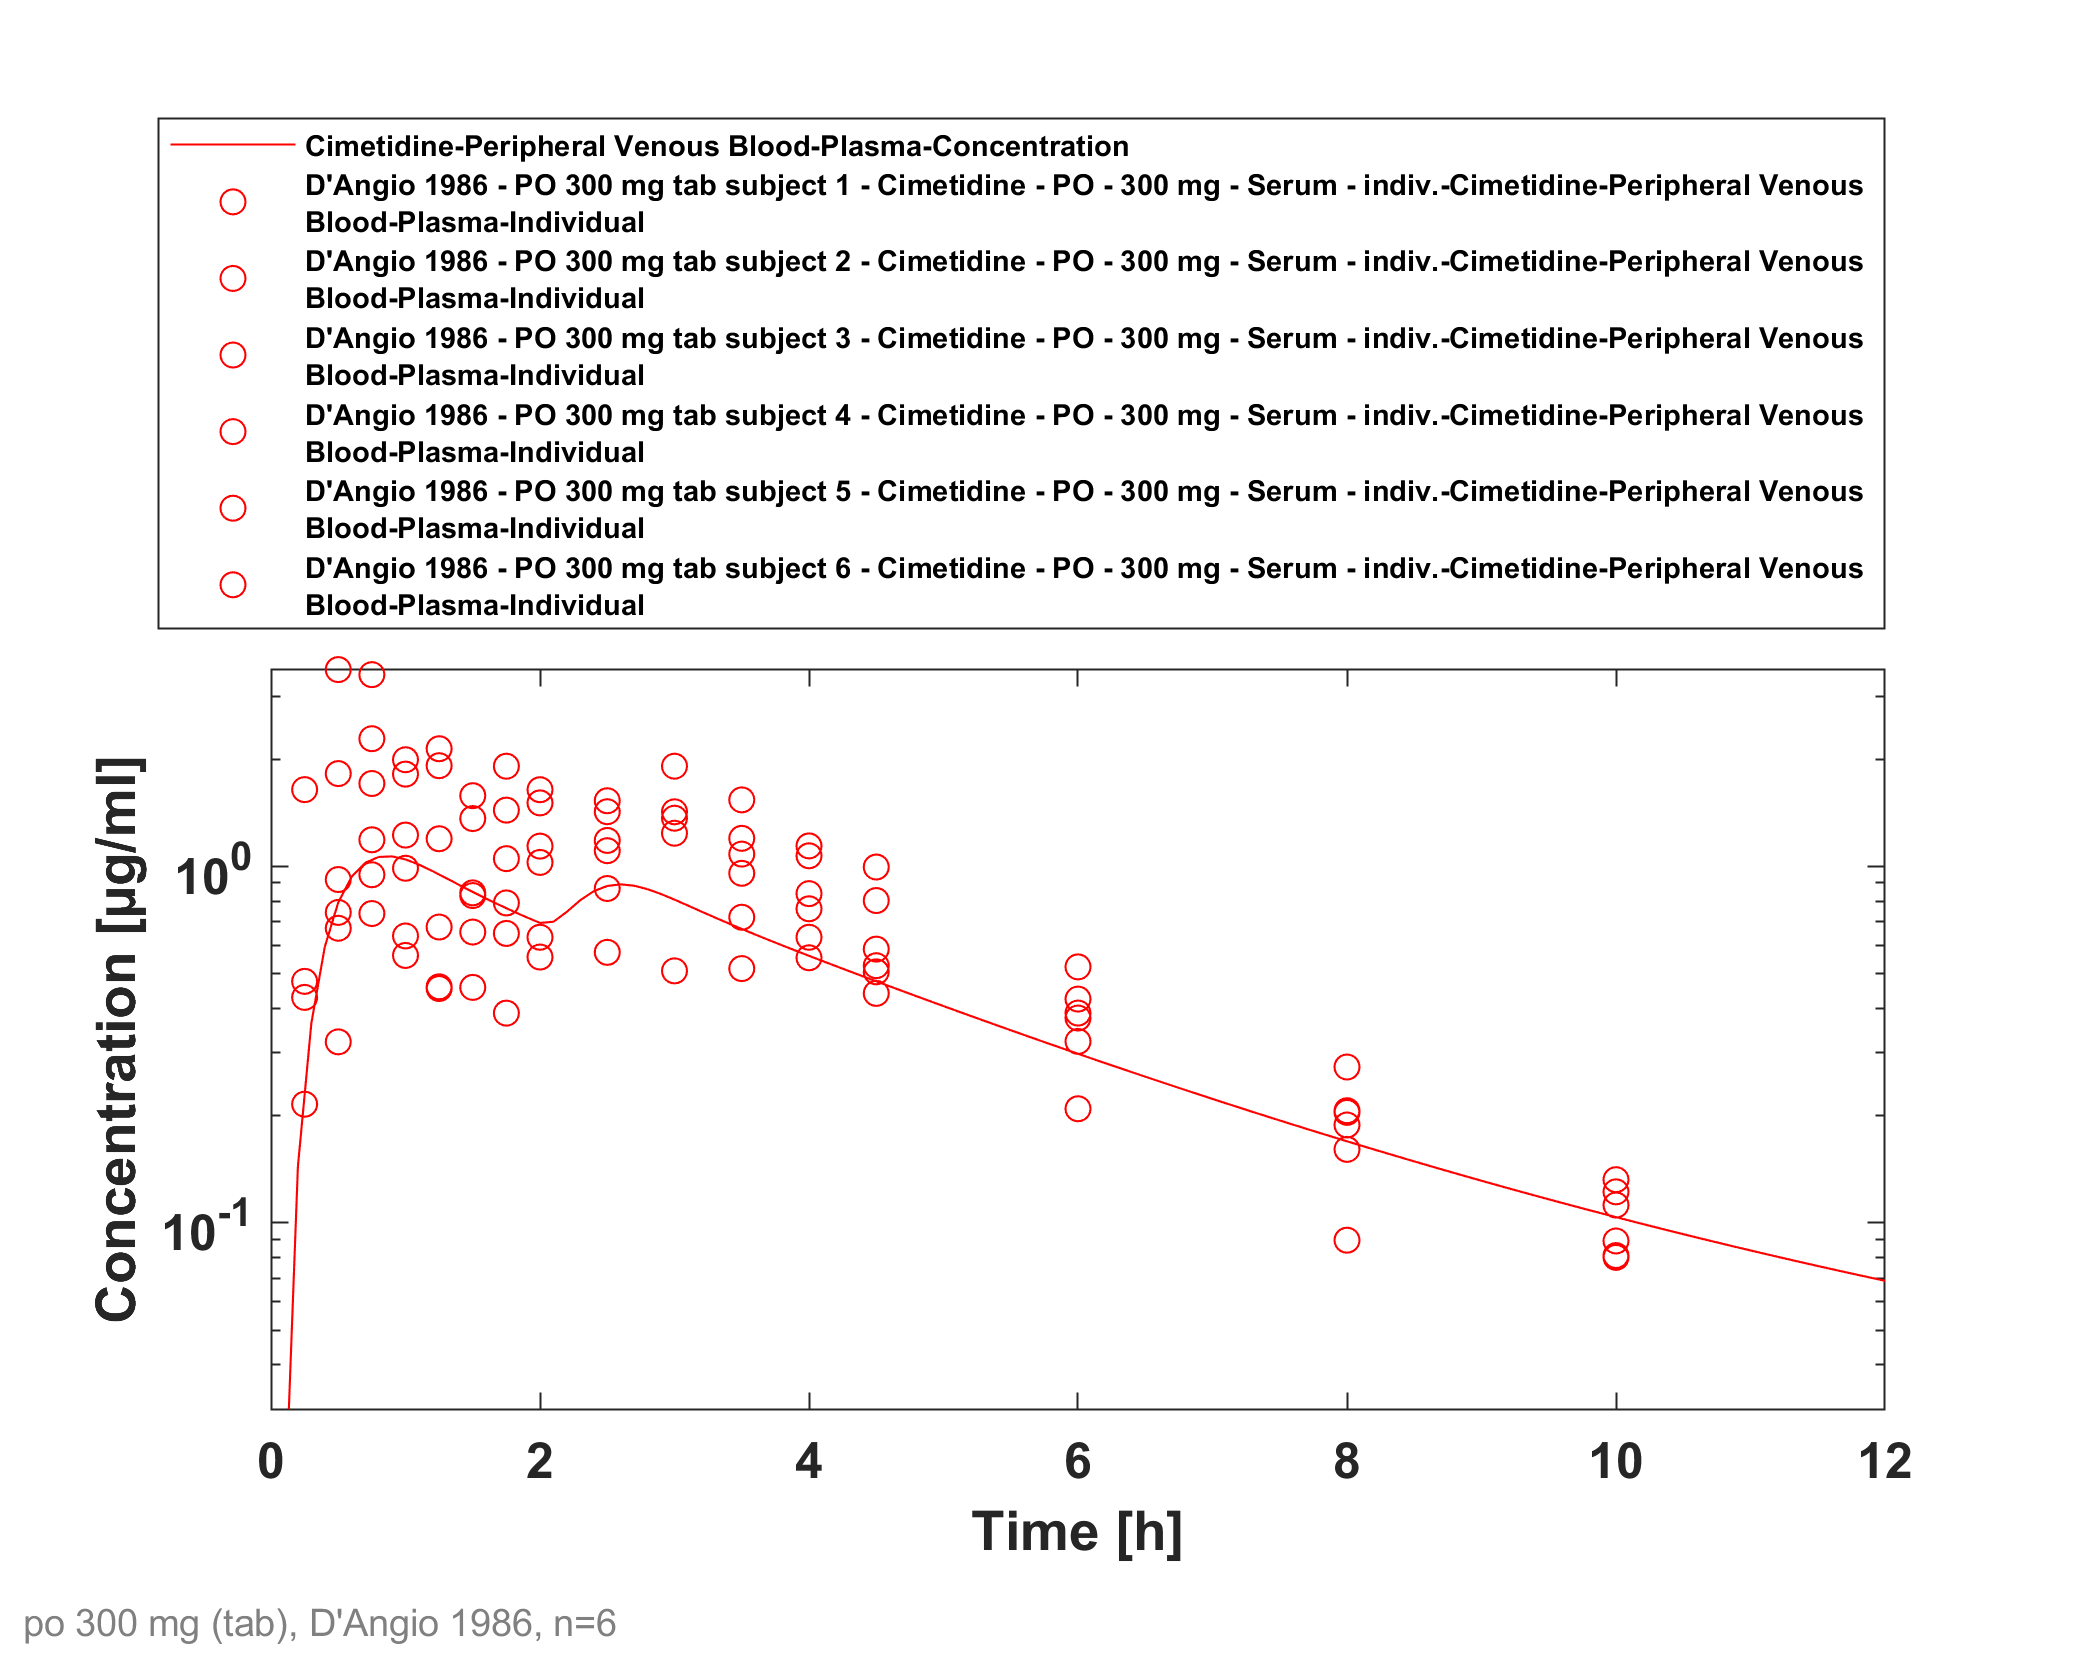 Cimetidine-Peripheral Venous Blood-Plasma-Concentration
D'Angio 1986 - PO 300 mg tab subject 1 - Cimetidine - PO - 300 mg - Serum - indiv.-Cimetidine-Peripheral Venous
Blood-Plasma-Individual
D'Angio 1986 - PO 300 mg tab subject 2 - Cimetidine - PO - 300 mg - Serum - indiv.-Cimetidine-Peripheral Venous
Blood-Plasma-Individual
D'Angio 1986 - PO 300 mg tab subject 3 - Cimetidine - PO - 300 mg - Serum - indiv.-Cimetidine-Peripheral Venous
Blood-Plasma-Individual
D'Angio 1986 - PO 300 mg tab subject 4 - Cimetidine - PO - 300 mg - Serum - indiv.-Cimetidine-Peripheral Venous
Blood-Plasma-Individual
D'Angio 1986 - PO 300 mg tab subject 5 - Cimetidine - PO - 300 mg - Serum - indiv.-Cimetidine-Peripheral Venous
Blood-Plasma-Individual
D'Angio 1986 - PO 300 mg tab subject 6 - Cimetidine - PO - 300 mg - Serum - indiv.-Cimetidine-Peripheral Venous
Blood-Plasma-Individual
Concentration [µg/ml]
10^0
10^-1
0 2 4 6 8 10 12
Time [h]
po 300 mg (tab), D'Angio 1986, n=6